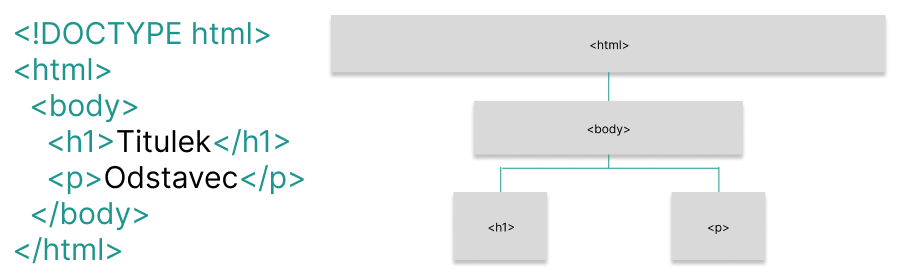 <!DOCTYPE html>
<html>
<body>
<h1>Titulek</h1>
<p>Odstavec</p>
</body>
</html>
<html>
<body>
<h1>
<p>